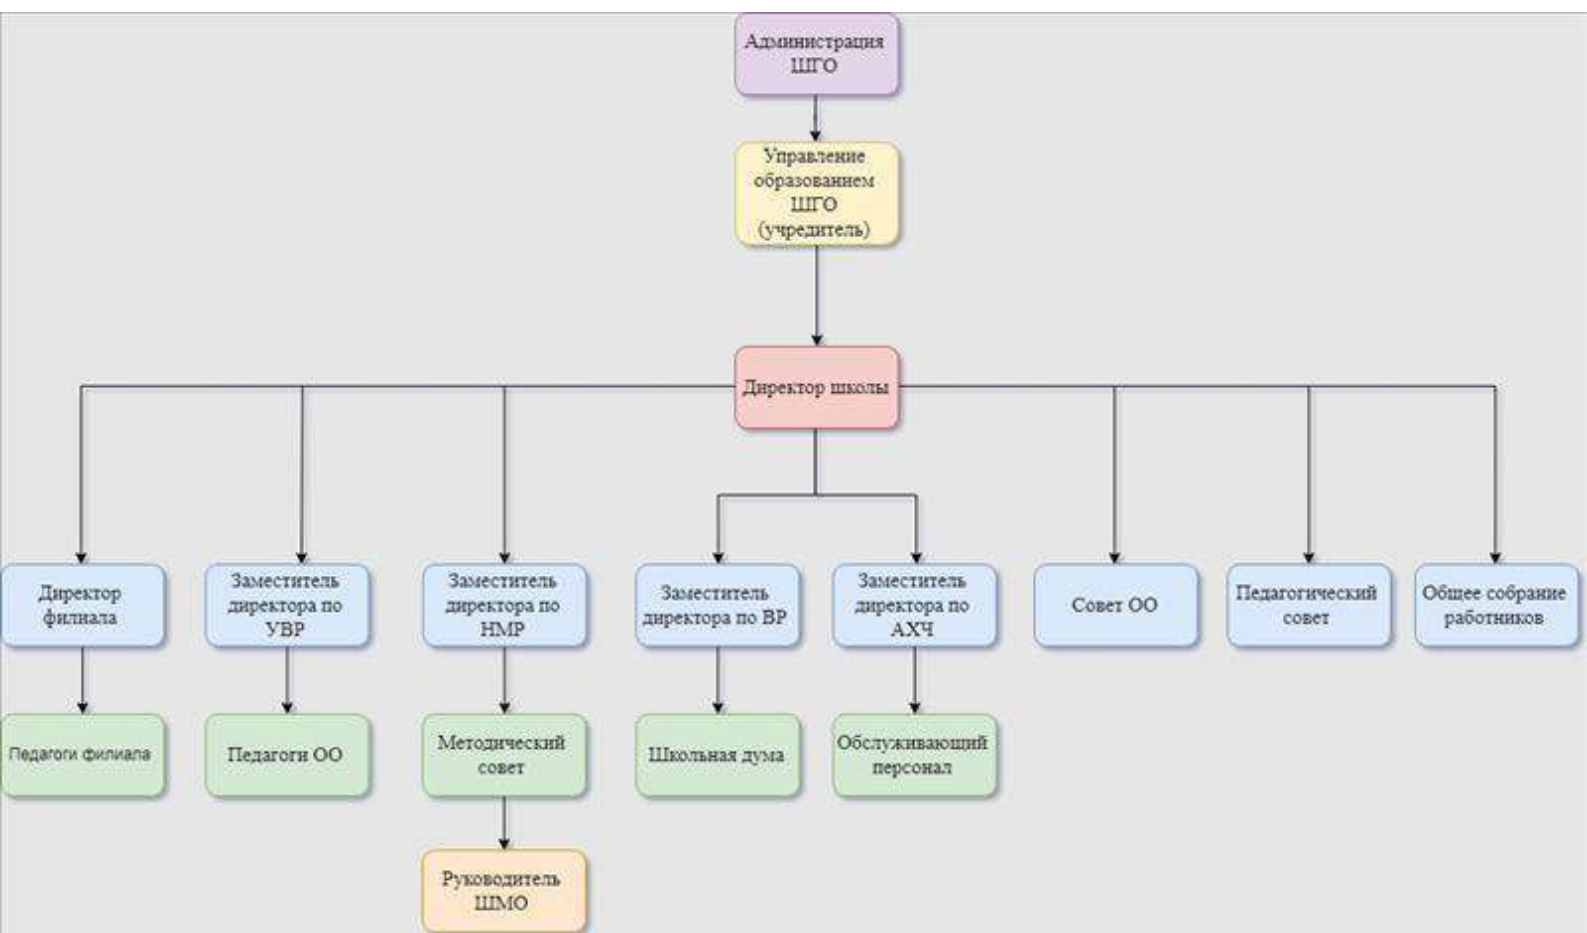 Администрация
ШГО
Управление
образованием
ШГО
(учредитель)
Директор школы
Директор
филиала
Заместитель
директора по
УВР
Заместитель
директора по
НМР
Заместитель
директора по ВР
Заместитель
директора по
АХЧ
Совет ОО
Педагогический
совет
Общее собрание
работников
Педагоги филиала
Педагоги ОО
Методический
совет
Школьная дума
Обслуживающий
персонал
Руководитель
ШМО